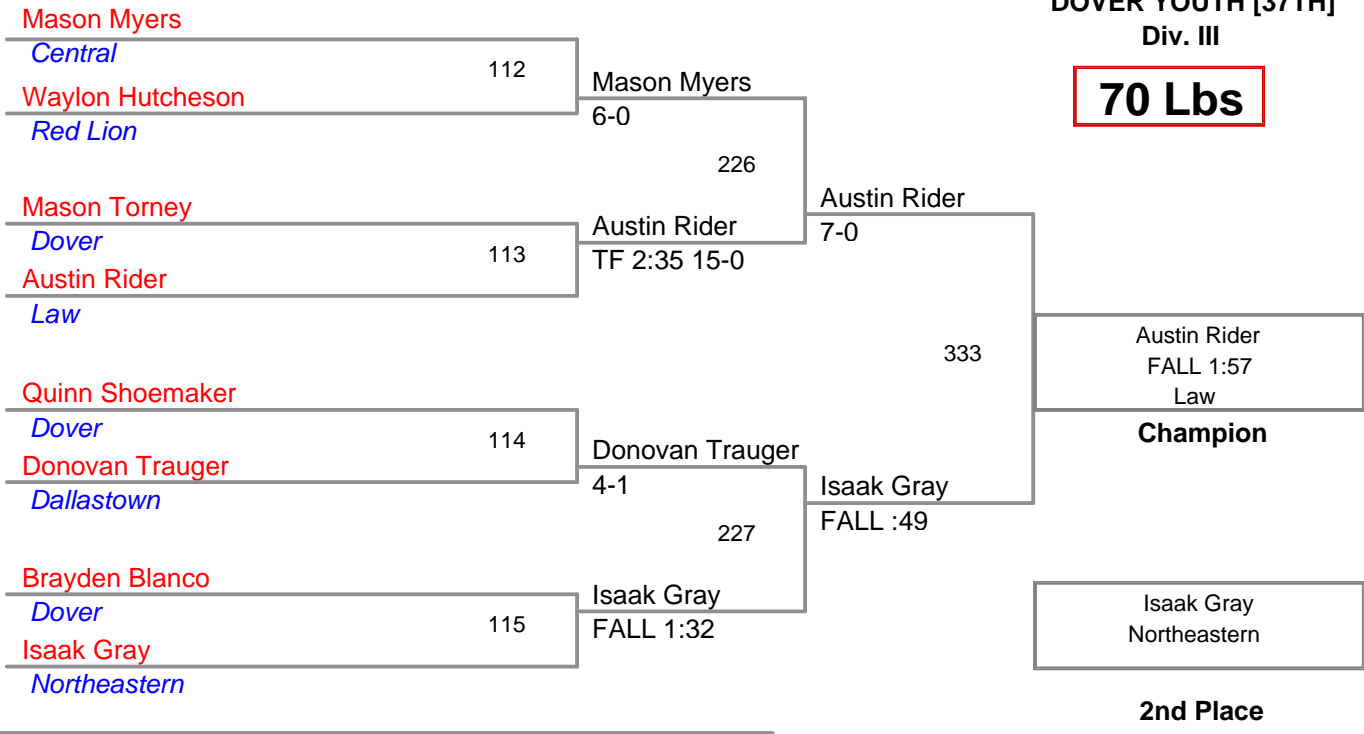 DOVER YOUTH [37TH]
Div. III
70 Lbs
Mason Myers
Central
112
Waylon Hutcheson
Red Lion
Mason Myers
6-0
226
Mason Torney
Dover
113
Austin Rider
Law
Austin Rider
TF 2:35 15-0
Austin Rider
7-0
333
Quinn Shoemaker
Dover
114
Donovan Trauger
Dallastown
Donovan Trauger
4-1
227
Brayden Blanco
Dover
115
Isaak Gray
Northeastern
Isaak Gray
FALL 1:32
Isaak Gray
FALL :49
Austin Rider
FALL 1:57
Law
Champion
Isaak Gray
Northeastern
2nd Place